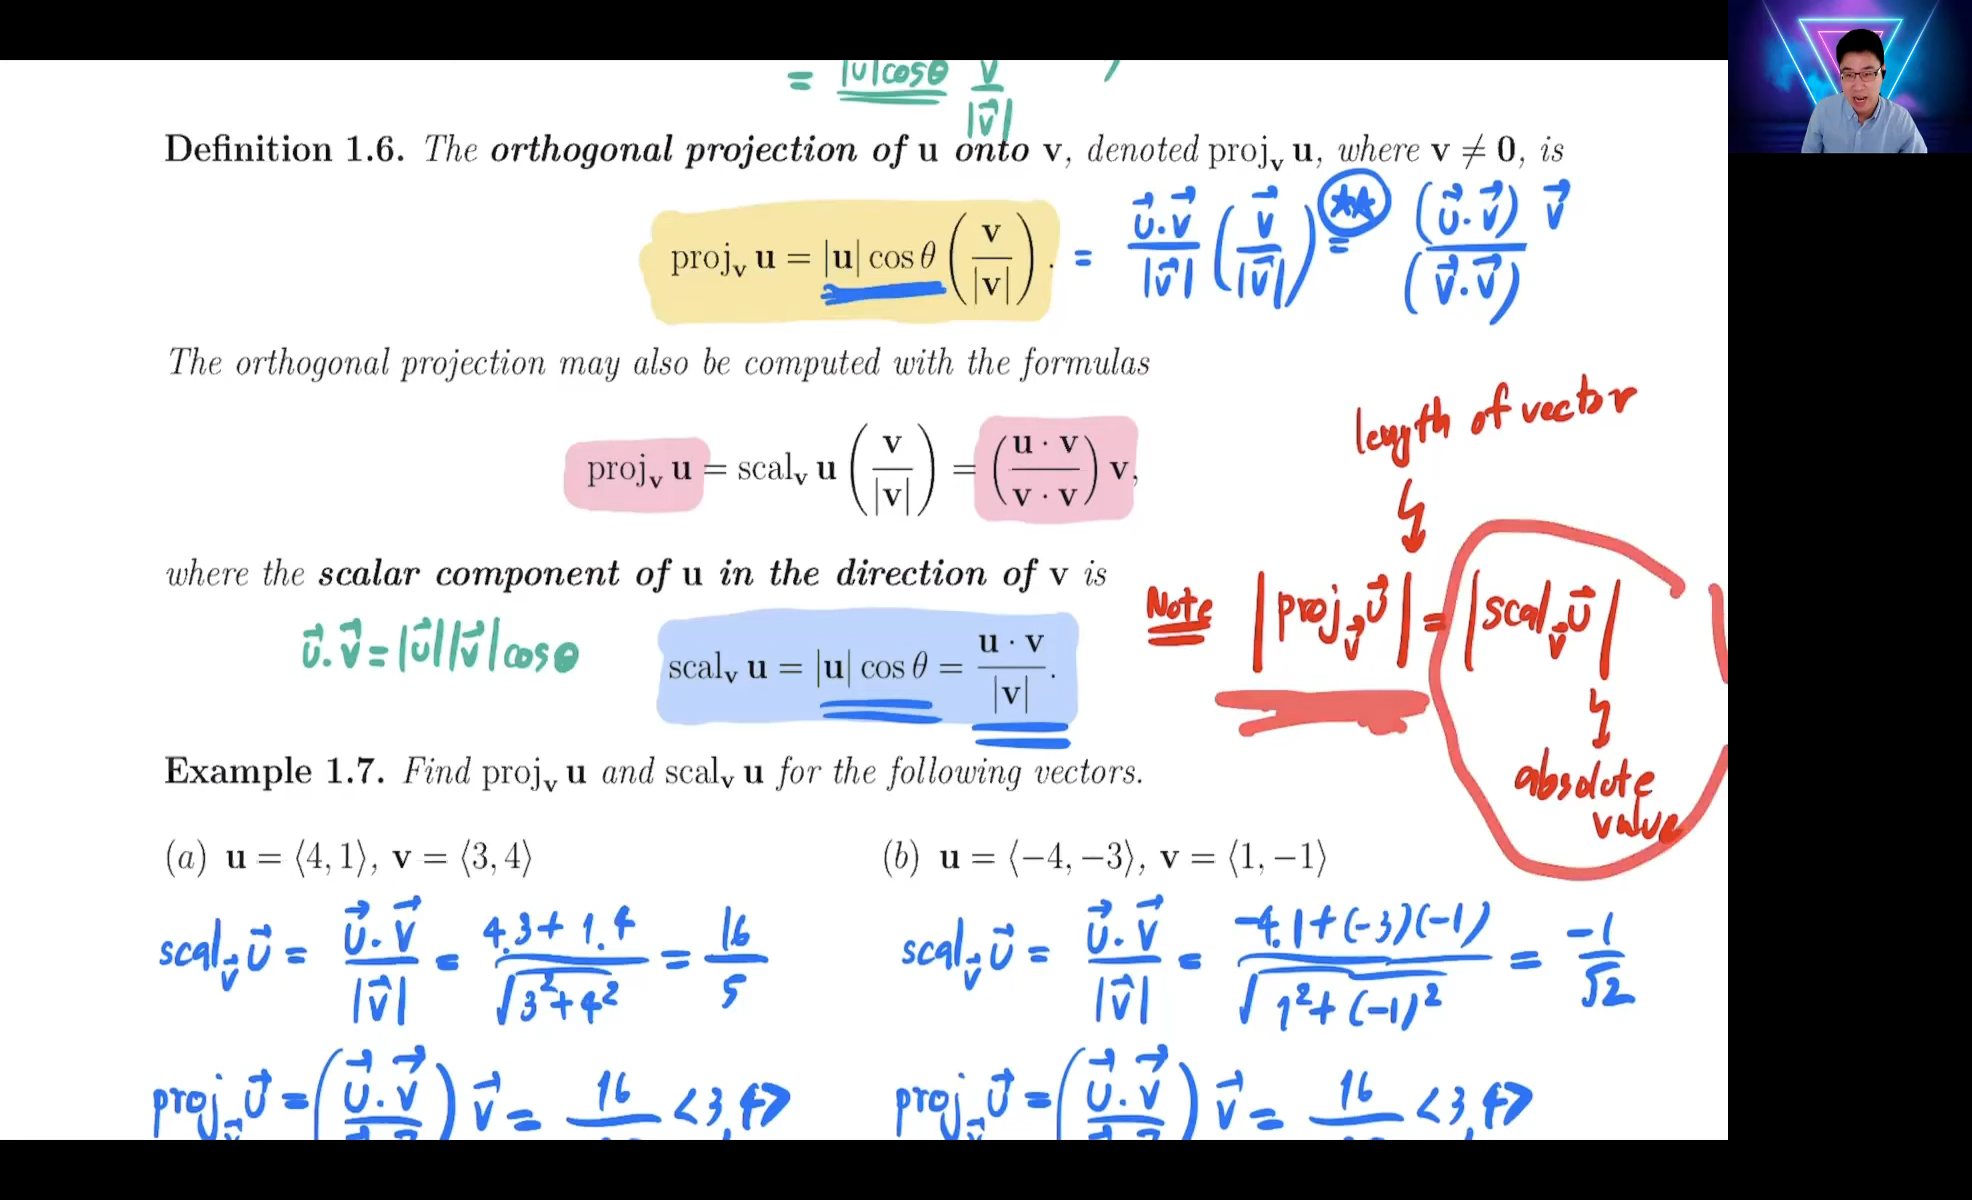 = |u|cosθ v/|v⃗|
Definition 1.6. The orthogonal projection of u onto v, denoted proj_v u, where v ≠ 0, is
proj_v u = |u| cos θ (v/|v|). = u⃗.v⃗/|v⃗| (v⃗/|v⃗|) ** = (u⃗.v⃗) v⃗/(v⃗.v⃗)
The orthogonal projection may also be computed with the formulas
length of vector
proj_v u = scal_v u (v/|v|) = (u · v/v · v) v,
where the scalar component of u in the direction of v is
Note |proj_v⃗ u⃗| = |scal_v⃗ u⃗|
u⃗.v⃗ = |u⃗||v⃗|cosθ
scal_v u = |u| cos θ = u · v/|v|.
absolute value
Example 1.7. Find proj_v u and scal_v u for the following vectors.
(a) u = ⟨4, 1⟩, v = ⟨3, 4⟩
(b) u = ⟨−4, −3⟩, v = ⟨1, −1⟩
scal_v⃗ u⃗ = u⃗.v⃗/|v⃗| = 4.3+1.4/√3²+4² = 16/5
scal_v⃗ u⃗ = u⃗.v⃗/|v⃗| = -4.1+(-3)(-1)/√1²+(-1)² = -1/√2
proj_v⃗ u⃗ = (u⃗.v⃗) v⃗ = 16 <3,4>
proj_v⃗ u⃗ = (u⃗.v⃗) v⃗ = 16 <3,4>